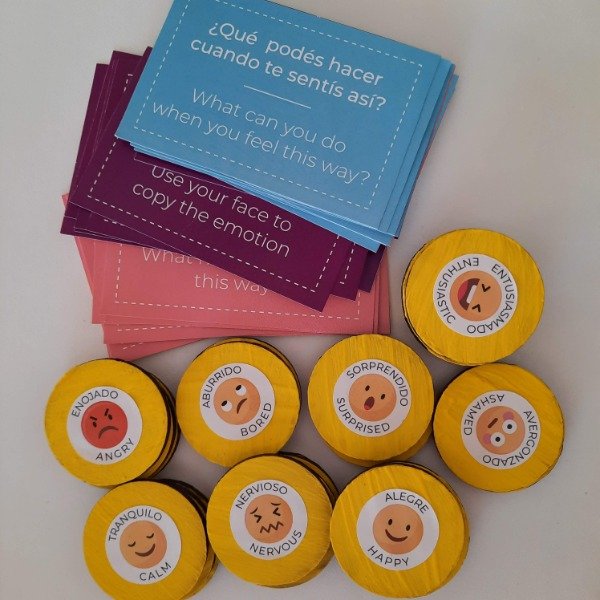 ¿Qué podés hacer
cuando te sentís así?
What can you do
when you feel this way?
Use your face to
copy the emotion
this way
ENTUSIASMADO
ENTHUSIASTIC
ENOJADO
ANGRY
ABURRIDO
BORED
SORPRENDIDO
SURPRISED
AVERGONZADO
ASHAMED
TRANQUILO
CALM
NERVIOSO
NERVOUS
ALEGRE
HAPPY